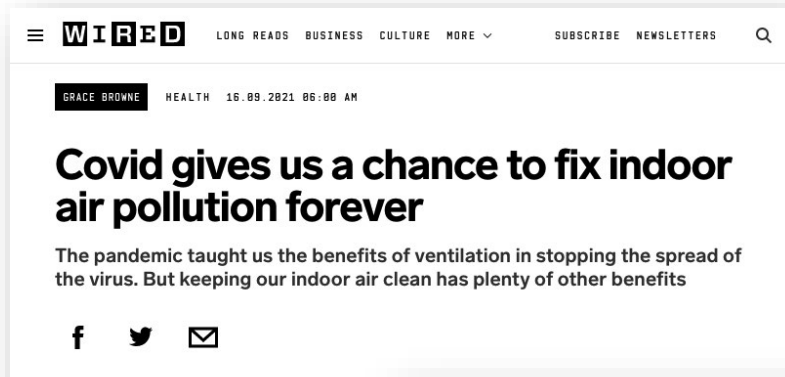 WIRED LONG READS BUSINESS CULTURE MORE SUBSCRIBE NEWSLETTERS
GRACE BROWNE HEALTH 16.09.2021 06:00 AM
Covid gives us a chance to fix indoor
air pollution forever
The pandemic taught us the benefits of ventilation in stopping the spread of
the virus. But keeping our indoor air clean has plenty of other benefits